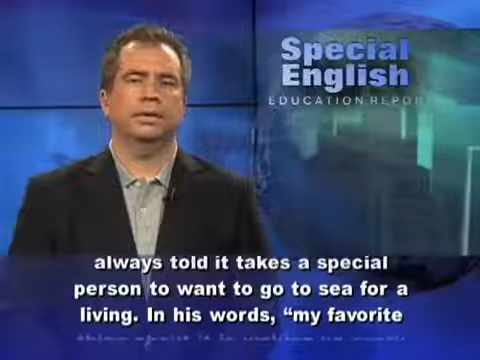 Special
English
EDUCATION REPORT
always told it takes a special
person to want to go to sea for a
living. In his words, “my favorite